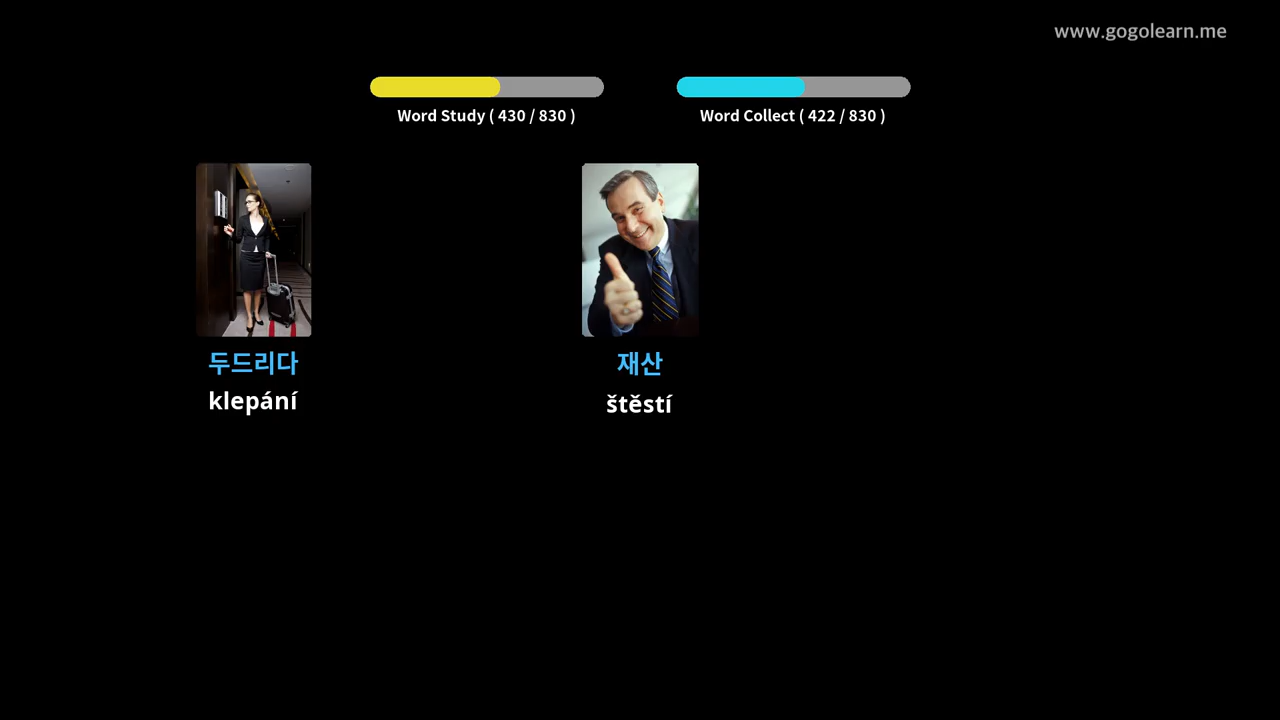 www.gogolearn.me
Word Study ( 430 / 830 )
Word Collect ( 422 / 830 )
두드리다
klepání
재산
štěstí